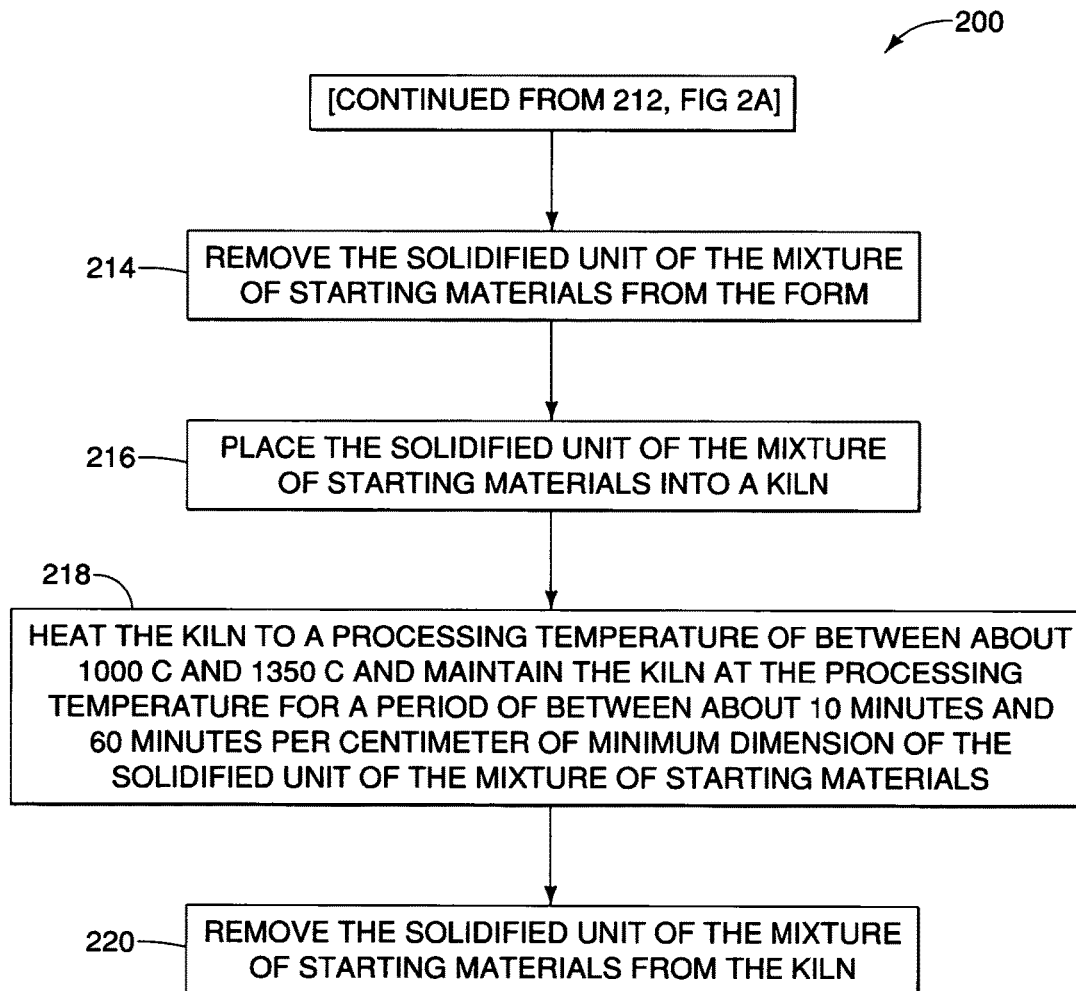 200
[CONTINUED FROM 212, FIG 2A]
214
REMOVE THE SOLIDIFIED UNIT OF THE MIXTURE
OF STARTING MATERIALS FROM THE FORM
216
PLACE THE SOLIDIFIED UNIT OF THE MIXTURE
OF STARTING MATERIALS INTO A KILN
218
HEAT THE KILN TO A PROCESSING TEMPERATURE OF BETWEEN ABOUT
1000 C AND 1350 C AND MAINTAIN THE KILN AT THE PROCESSING
TEMPERATURE FOR A PERIOD OF BETWEEN ABOUT 10 MINUTES AND
60 MINUTES PER CENTIMETER OF MINIMUM DIMENSION OF THE
SOLIDIFIED UNIT OF THE MIXTURE OF STARTING MATERIALS
220
REMOVE THE SOLIDIFIED UNIT OF THE MIXTURE
OF STARTING MATERIALS FROM THE KILN